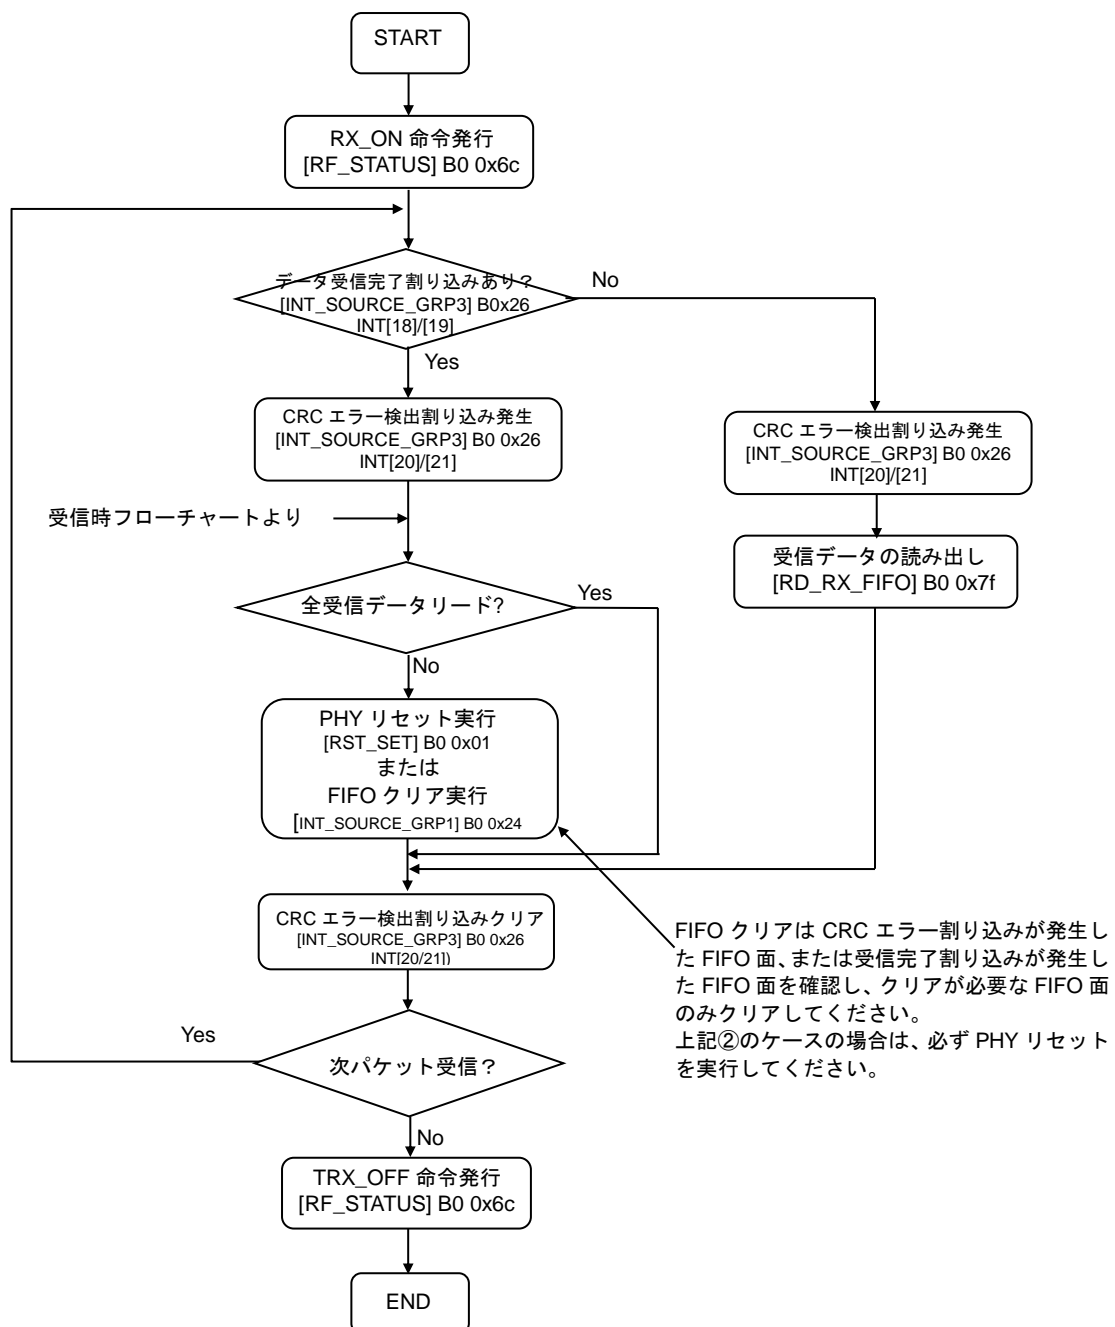 START
RX_ON 命令発行
[RF_STATUS] B0 0x6c
データ受信完了割り込みあり?
[INT_SOURCE_GRP3] B0x26
INT[18]/[19]
No
Yes
CRC エラー検出割り込み発生
[INT_SOURCE_GRP3] B0 0x26
INT[20]/[21]
CRC エラー検出割り込み発生
[INT_SOURCE_GRP3] B0 0x26
INT[20]/[21]
受信時フローチャートより
受信データの読み出し
[RD_RX_FIFO] B0 0x7f
全受信データリード?
Yes
No
PHY リセット実行
[RST_SET] B0 0x01
または
FIFO クリア実行
[INT_SOURCE_GRP1] B0 0x24
CRC エラー検出割り込みクリア
[INT_SOURCE_GRP3] B0 0x26
INT[20/21])
FIFO クリアは CRC エラー割り込みが発生し
た FIFO 面、または受信完了割り込みが発生し
た FIFO 面を確認し、クリアが必要な FIFO 面
のみクリアしてください。
上記②のケースの場合は、必ず PHY リセット
を実行してください。
Yes
次パケット受信?
No
TRX_OFF 命令発行
[RF_STATUS] B0 0x6c
END